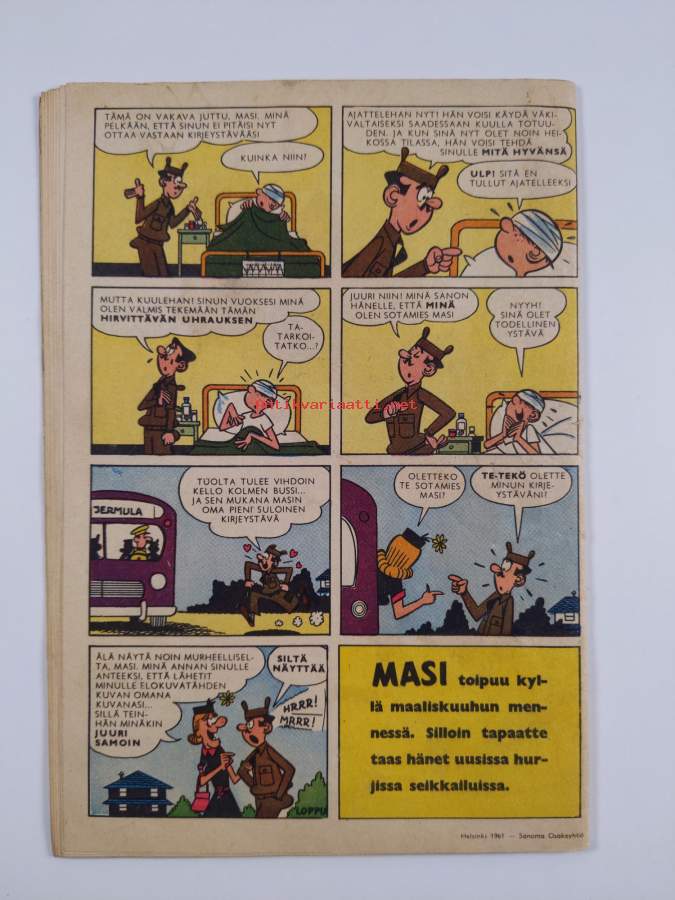 TÄMÄ ON VAKAVA JUTTU, MASI. MINÄ
PELKÄÄN, ETTÄ SINUN EI PITÄISI NYT
OTTAA VASTAAN KIRJEYSTÄVÄÄSI
KUINKA NIIN?
AJATTELEHAN NYT! HÄN VOISI KÄYDÄ VÄKI-
VALTAISEKSI SAADESSAAN KUULLA TOTUU-
DEN. JA KUN SINÄ NYT OLET NOIN HEI-
KOSSA TILASSA, HÄN VOISI TEHDÄ
SINULLE MITÄ HYVÄNSÄ
ULP! SITÄ EN
TULLUT AJATELLEEKSI
MUTTA KUULEHAN! SINUN VUOKSESI MINÄ
OLEN VALMIS TEKEMÄÄN TÄMÄN
HIRVITTÄVÄN UHRAUKSEN
TA-
TARKOI-
TATKO...?
JUURI NIIN! MINÄ SANON
HÄNELLE, ETTÄ MINÄ
OLEN SOTAMIES MASI
NYYH!
SINÄ OLET
TODELLINEN
YSTÄVÄ
antikvariaatti.net
JERMULA
TUOLTA TULEE VIHDOIN
KELLO KOLMEN BUSSI...
JA SEN MUKANA MASIN
OMA PIENI SULOINEN
KIRJEYSTÄVÄ
OLETTEKO
TE SOTAMIES
MASI?
TE-TEKÖ OLETTE
MINUN KIRJE-
YSTÄVÄNI?
ÄLÄ NÄYTÄ NOIN MURHEELLISEL-
TA, MASI. MINÄ ANNAN SINULLE
ANTEEKSI, ETTÄ LÄHETIT
MINULLE ELOKUVATÄHDEN
KUVAN OMANA
KUVANASI...
SILLÄ TEIN-
HÄN MINÄKIN
JUURI
SAMOIN
SILTÄ
NÄYTTÄÄ
HRRR!
MRRR!
LOPPU
MASI toipuu kyl-
lä maaliskuuhun men-
nessä. Silloin tapaatte
taas hänet uusissa hur-
jissa seikkailuissa.
Helsinki 1961 — Sanoma Osakeyhtiö